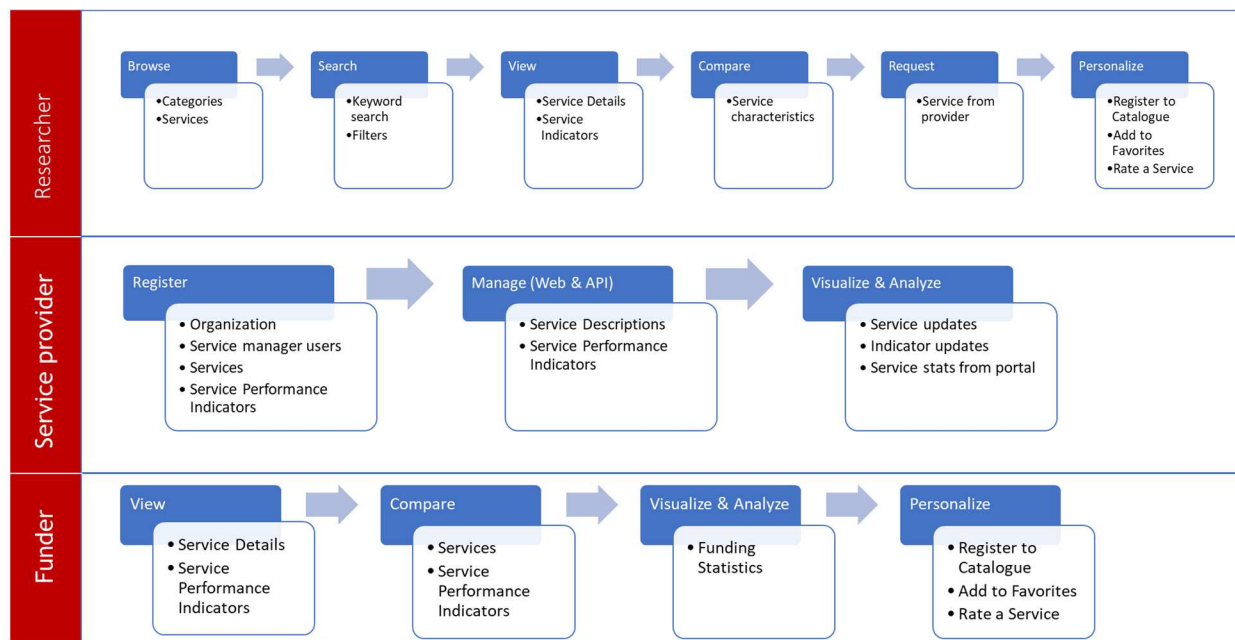 Researcher
Browse
•Categories
•Services
Search
•Keyword
search
•Filters
View
•Service Details
•Service
Indicators
Compare
•Service
characteristics
Request
•Service from
provider
Personalize
•Register to
Catalogue
•Add to
Favorites
•Rate a Service
Service provider
Register
• Organization
• Service manager users
• Services
• Service Performance
Indicators
Manage (Web & API)
• Service Descriptions
• Service Performance
Indicators
Visualize & Analyze
• Service updates
• Indicator updates
• Service stats from portal
Funder
View
• Service Details
• Service
Performance
Indicators
Compare
• Services
• Service
Performance
Indicators
Visualize & Analyze
• Funding
Statistics
Personalize
• Register to
Catalogue
• Add to Favorites
• Rate a Service